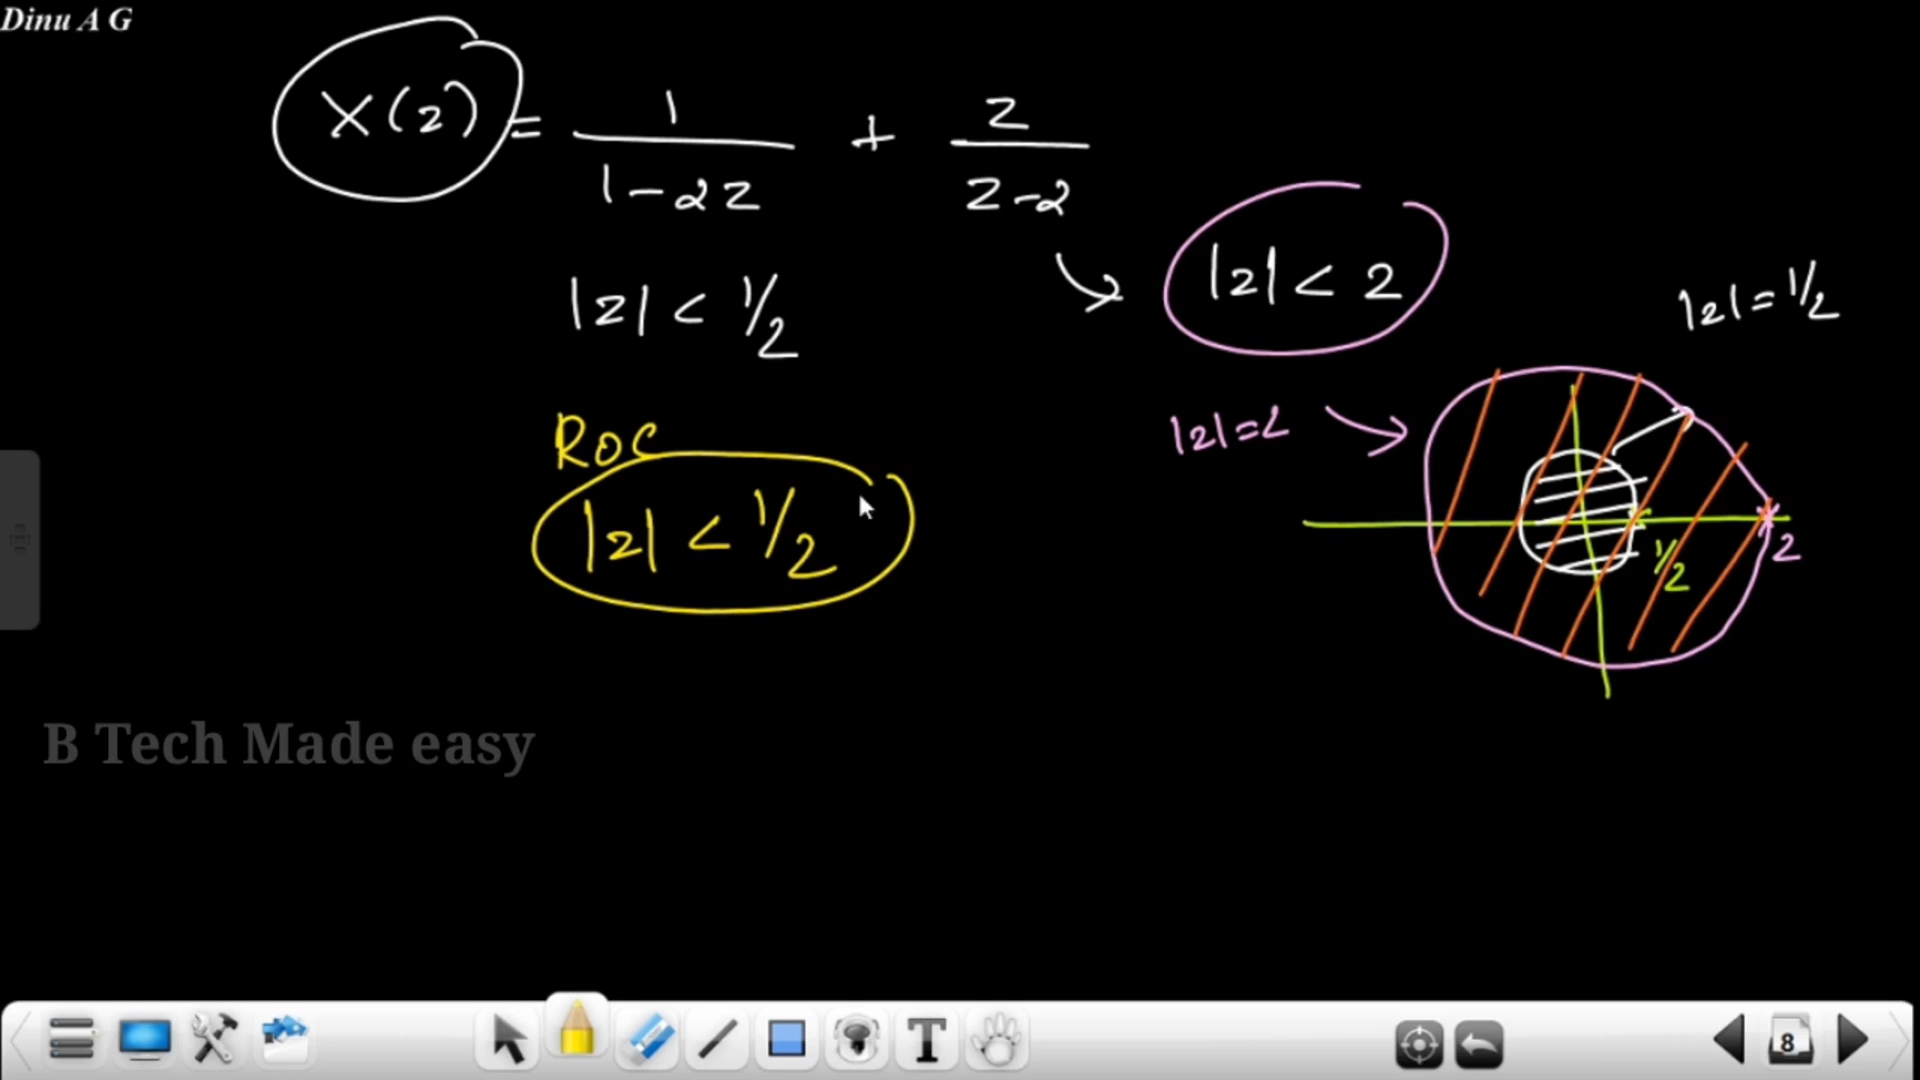 Dinu A G
X(z) = 1/(1-2z) + z/(z-2)
|z| < 1/2
|z| < 2
|z| = 1/2
|z| = 2
ROC
|z| < 1/2
1/2
2
B Tech Made easy
T
8